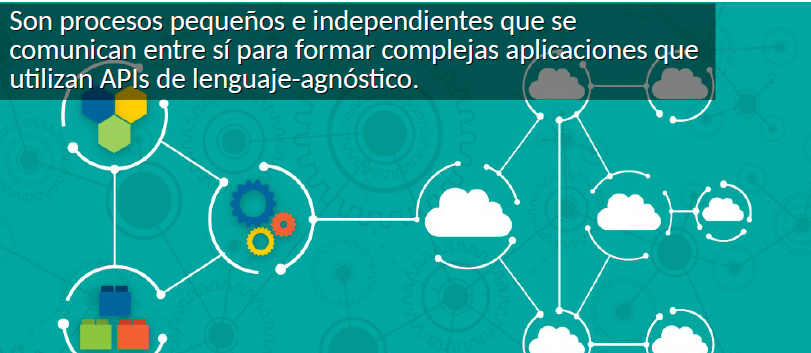 Son procesos pequeños e independientes que se
comunican entre sí para formar complejas aplicaciones que
utilizan APIs de lenguaje-agnóstico.